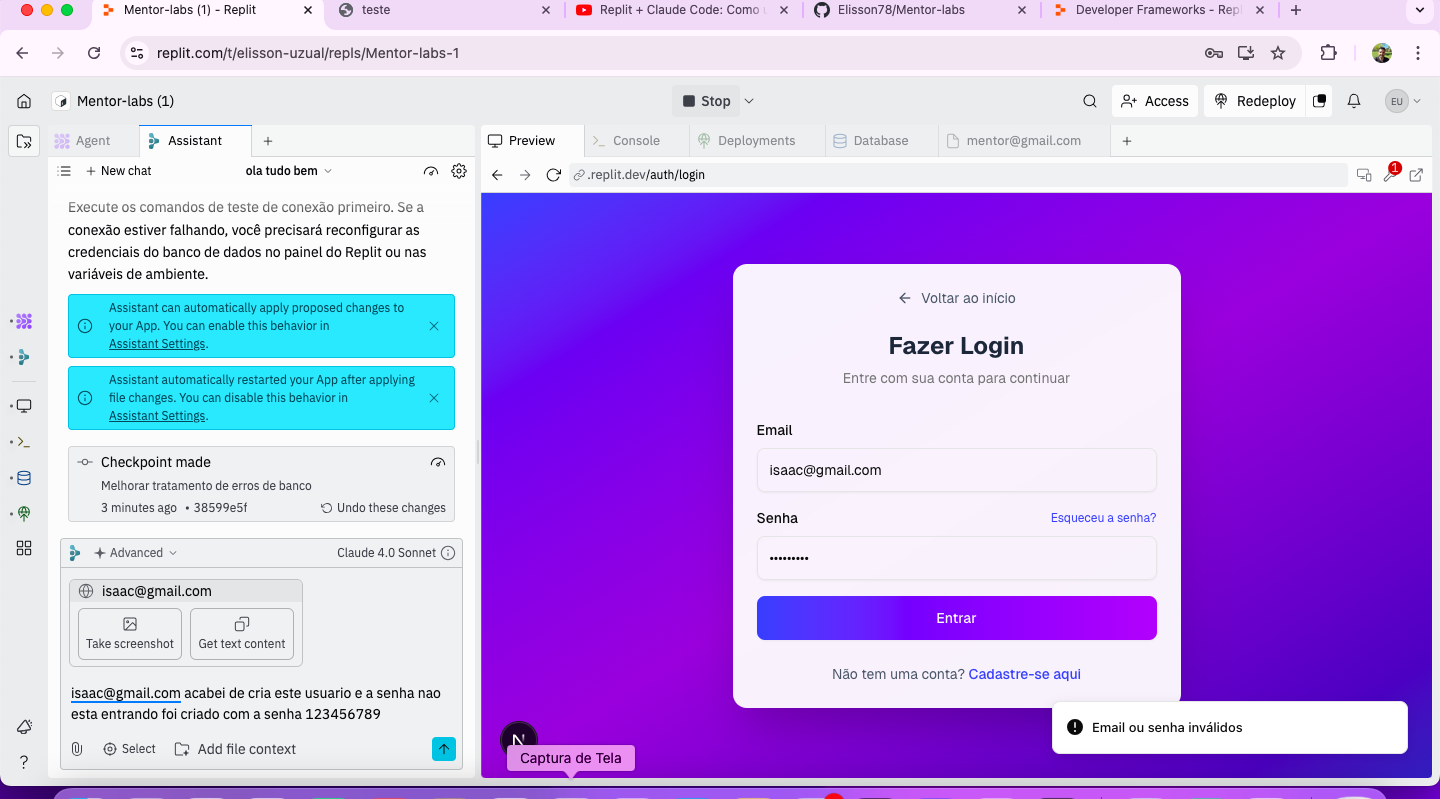 Mentor-labs (1) - Replit
teste
Replit + Claude Code: Como
Elisson78/Mentor-labs
Developer Frameworks - Repl
replit.com/t/elisson-uzual/repls/Mentor-labs-1
Mentor-labs (1)
Stop
Access
Redeploy
EU
Agent
Assistant
Preview
Console
Deployments
Database
mentor@gmail.com
New chat
ola tudo bem
.replit.dev/auth/login
1
Execute os comandos de teste de conexão primeiro. Se a
conexão estiver falhando, você precisará reconfigurar as
credenciais do banco de dados no painel do Replit ou nas
variáveis de ambiente.
Assistant can automatically apply proposed changes to
your App. You can enable this behavior in
Assistant Settings.
Assistant automatically restarted your App after applying
file changes. You can disable this behavior in
Assistant Settings.
Checkpoint made
Melhorar tratamento de erros de banco
3 minutes ago • 38599e5f
Undo these changes
Advanced
Claude 4.0 Sonnet
isaac@gmail.com
Take screenshot
Get text content
isaac@gmail.com acabei de cria este usuario e a senha nao
esta entrando foi criado com a senha 123456789
Select
Add file context
Voltar ao início
Fazer Login
Entre com sua conta para continuar
Email
isaac@gmail.com
Senha
Esqueceu a senha?
•••••••••
Entrar
Não tem uma conta? Cadastre-se aqui
Email ou senha inválidos
N
Captura de Tela